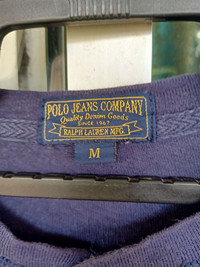 POLO JEANS COMPANY
Quality Denim Goods
SINCE 1967
RALPH LAUREN MFG.
M